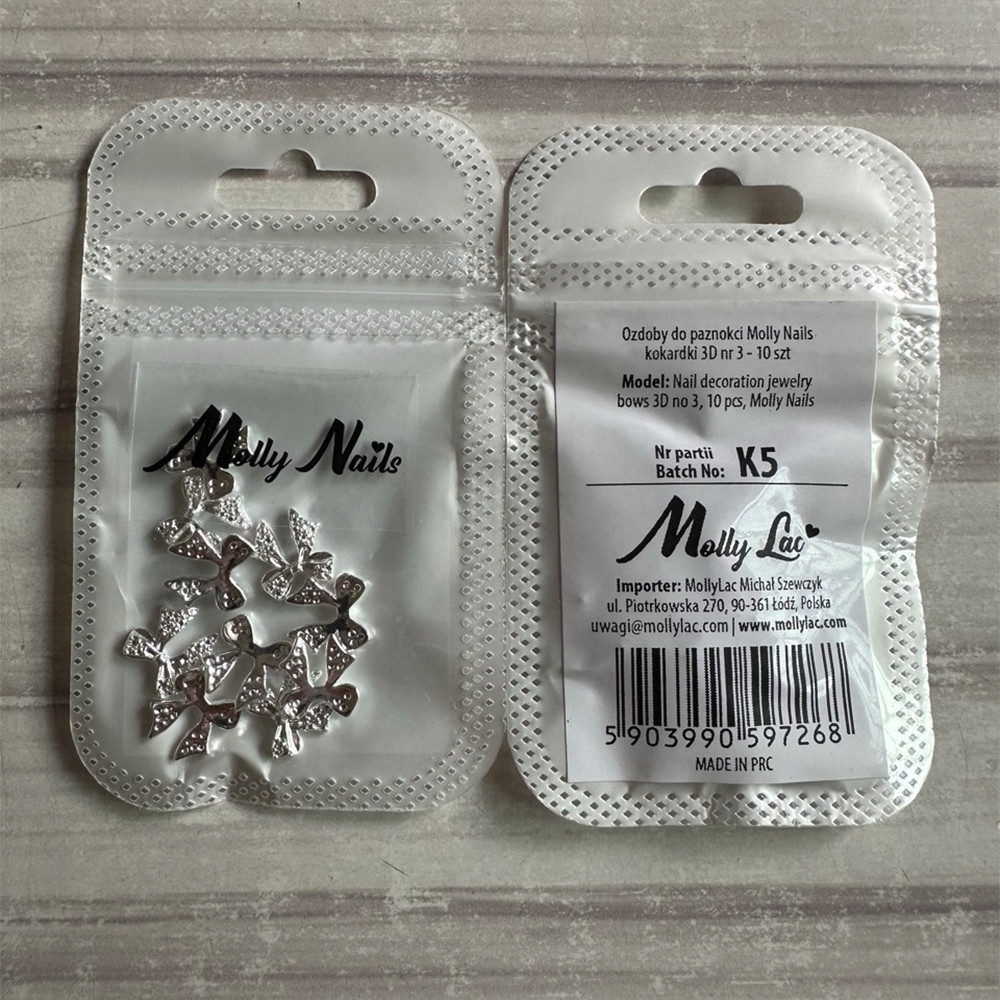 Molly Nails
Ozdoby do paznokci Molly Nails
kokardki 3D nr 3 - 10 szt
Model: Nail decoration jewelry
bows 3D no 3, 10 pcs, Molly Nails
Nr partii
Batch No: K5
Molly Lac
Importer: MollyLac Michał Szewczyk
ul. Piotrkowska 270, 90-361 Łódź, Polska
uwagi@mollylac.com | www.mollylac.com
5 903990 597268
MADE IN PRC